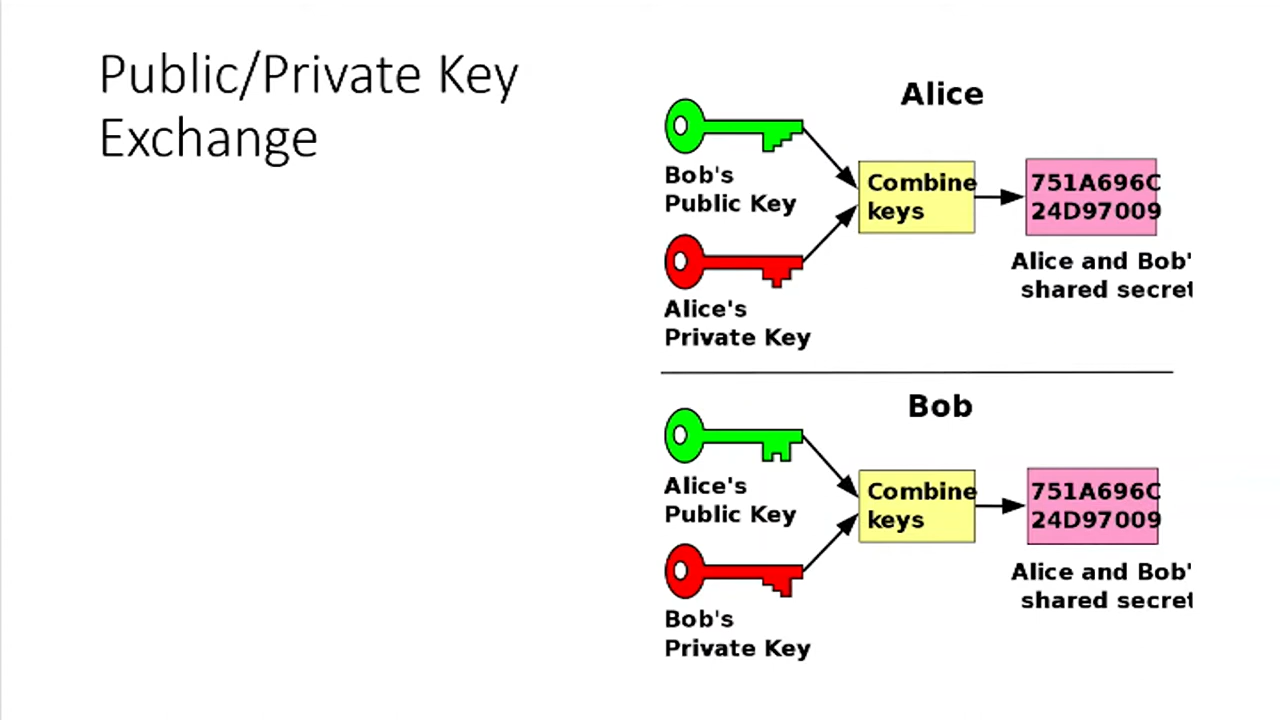 Public/Private Key
Exchange
Alice
Bob's
Public Key
Alice's
Private Key
Combine
keys
751A696C
24D97009
Alice and Bob'
shared secret
Bob
Alice's
Public Key
Bob's
Private Key
Combine
keys
751A696C
24D97009
Alice and Bob'
shared secret